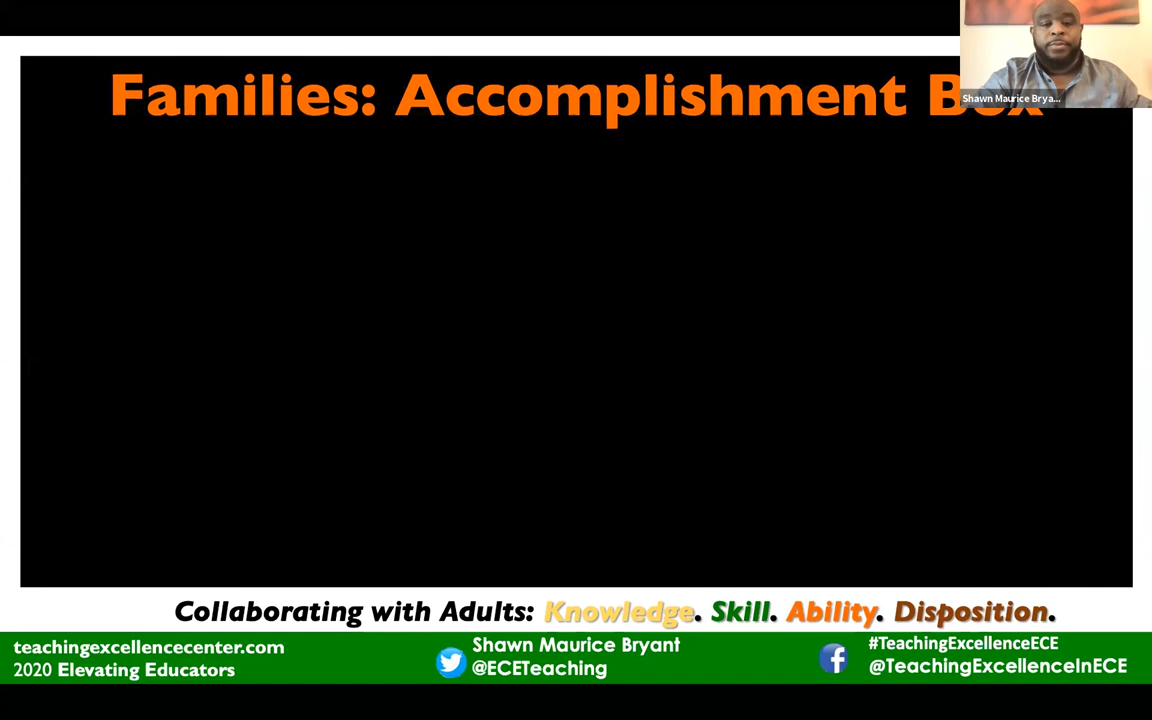 Families: Accomplishment Box
Shawn Maurice Brya...
Collaborating with Adults: Knowledge. Skill. Ability. Disposition.
teachingexcellencecenter.com
2020 Elevating Educators
Shawn Maurice Bryant
@ECETeaching
#TeachingExcellenceECE
@TeachingExcellenceInECE